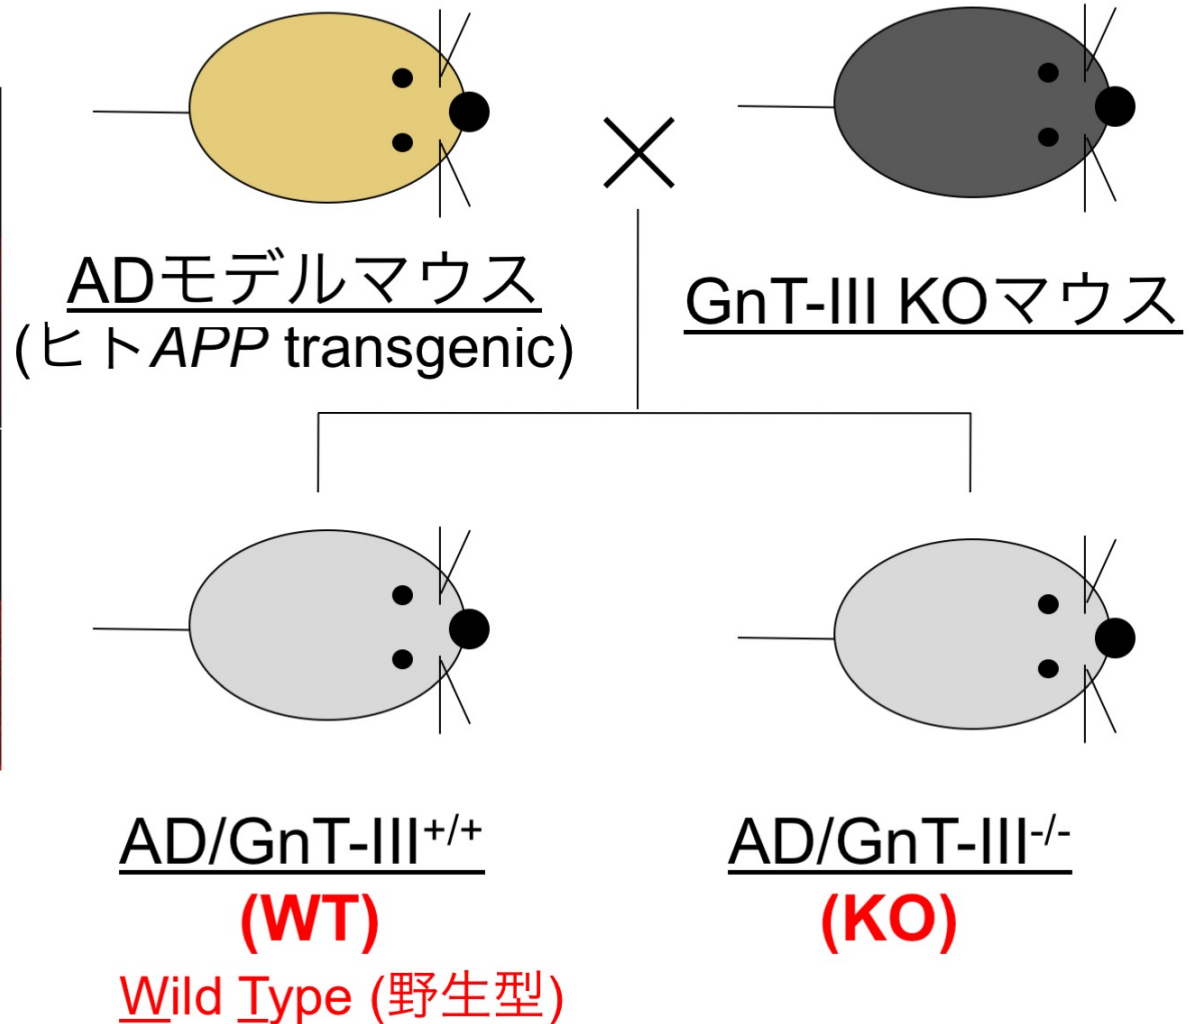 ADモデルマウス
(ヒトAPP transgenic)
GnT-III KOマウス
AD/GnT-III+/+
(WT)
Wild Type (野生型)
AD/GnT-III-/-
(KO)